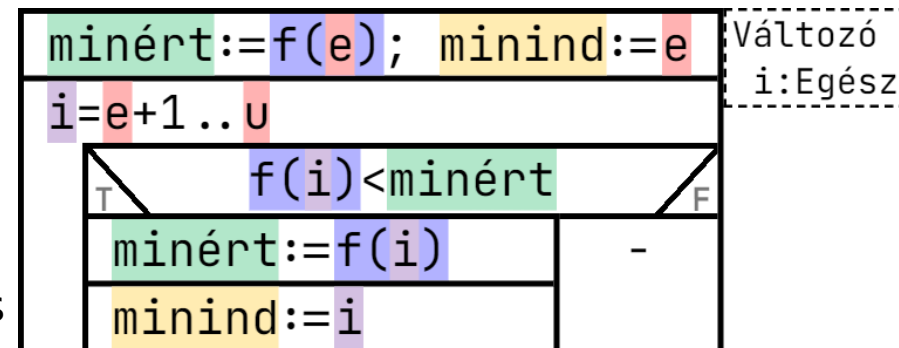 minért:=f(e); minind:=e
Változó
i:Egész
i=e+1..u
T f(i)<minért F
minért:=f(i) -
minind:=i